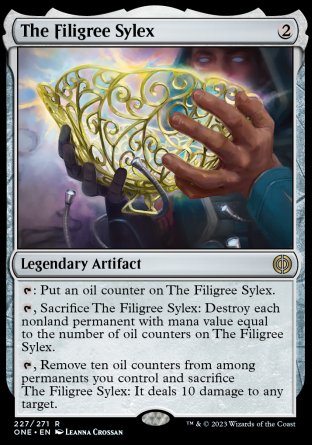 The Filigree Sylex 2
Legendary Artifact
: Put an oil counter on The Filigree Sylex.
, Sacrifice The Filigree Sylex: Destroy each
nonland permanent with mana value equal
to the number of oil counters on The Filigree
Sylex.
, Remove ten oil counters from among
permanents you control and sacrifice
The Filigree Sylex: It deals 10 damage to
any target.
227/271 R
ONE • EN Leanna Crossan ™ & © 2023 Wizards of the Coast